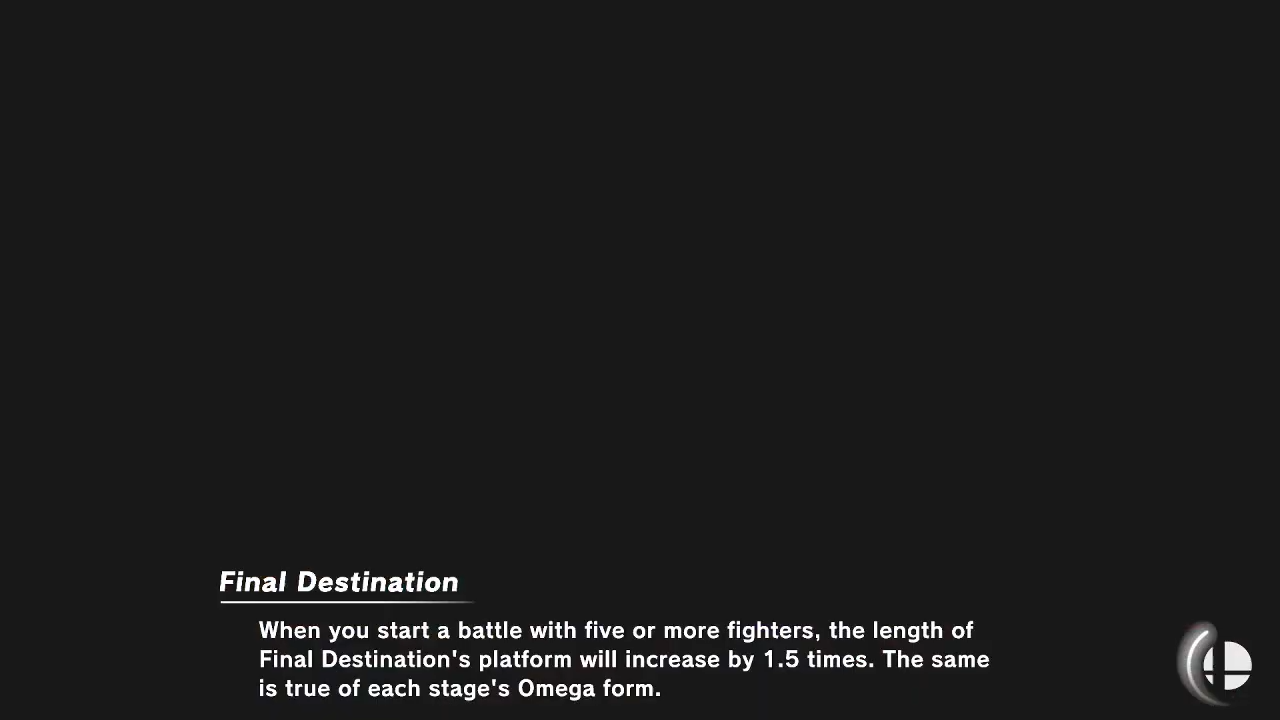 Final Destination
When you start a battle with five or more fighters, the length of
Final Destination's platform will increase by 1.5 times. The same
is true of each stage's Omega form.